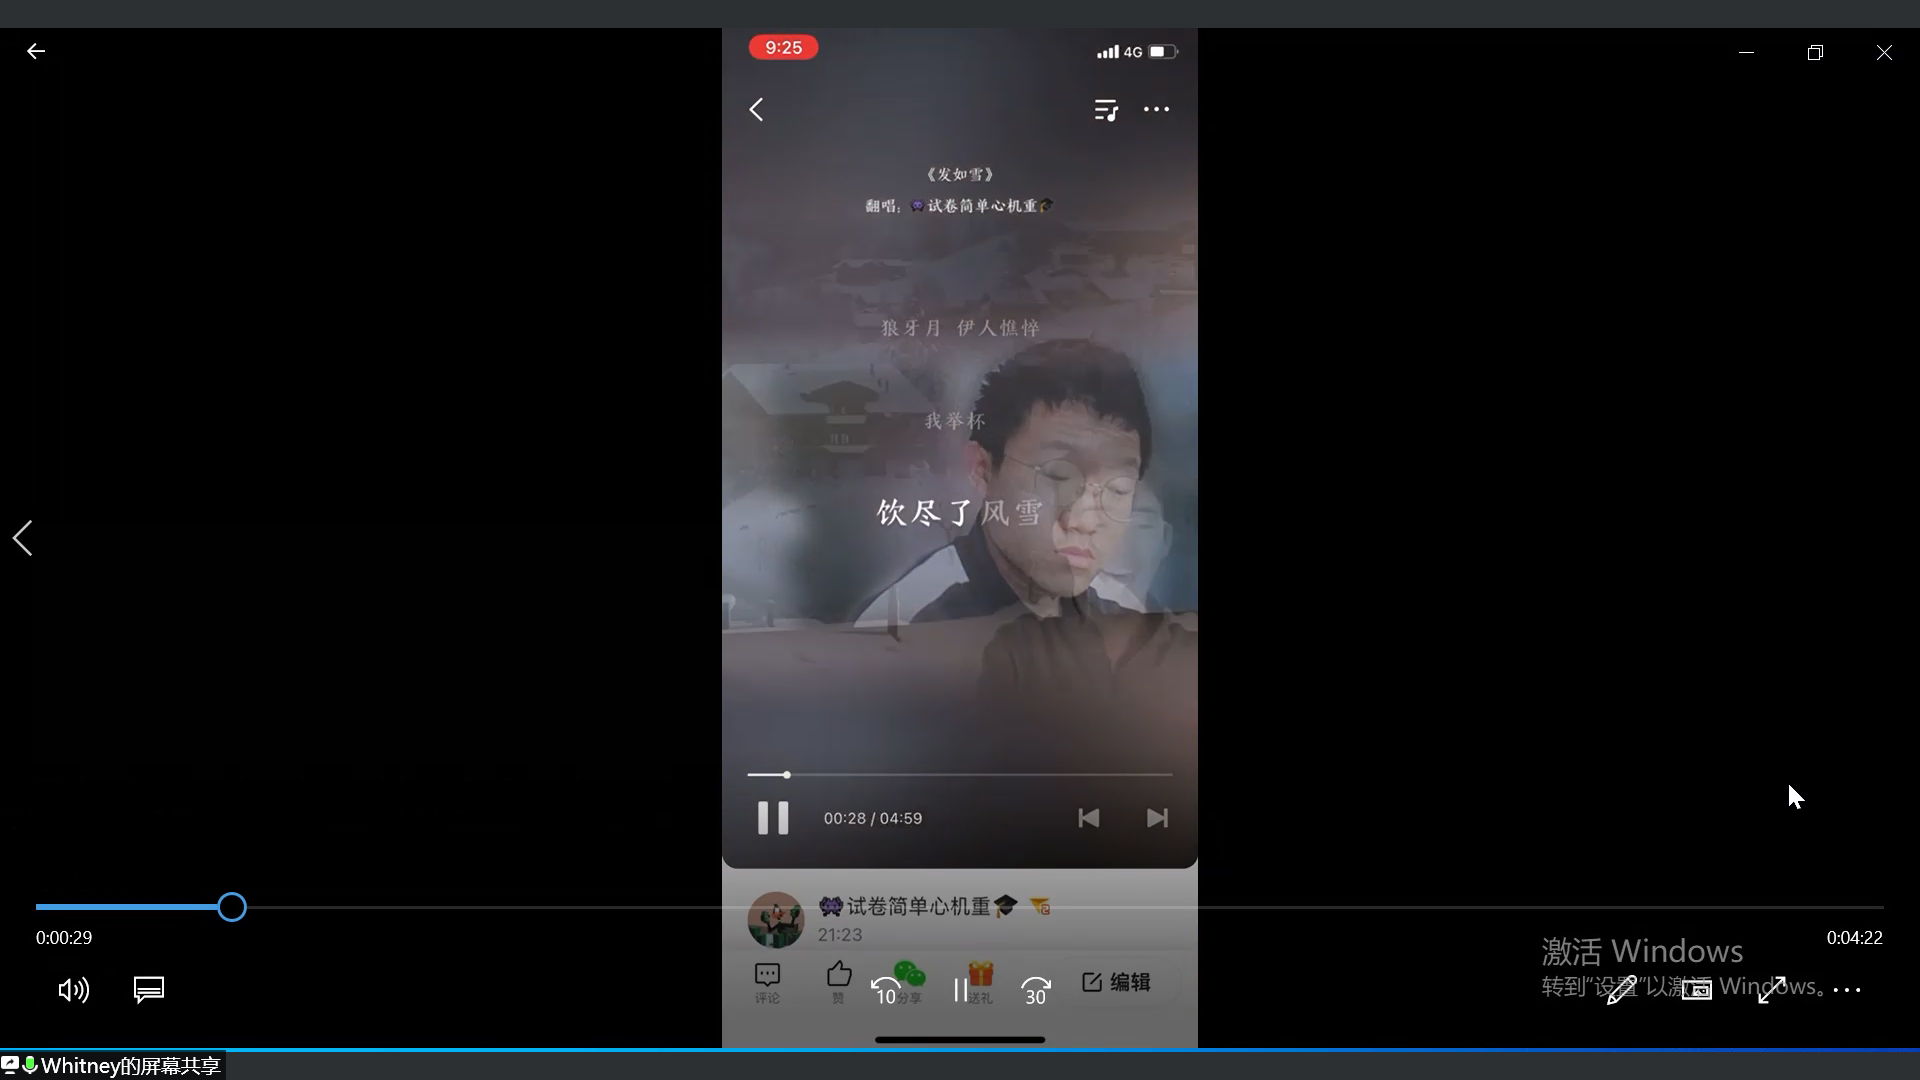 9:25
4G
《发如雪》
翻唱：👾试卷简单心机重🎓
狼牙月 伊人憔悴
我举杯
饮尽了风雪
00:28 / 04:59
👾试卷简单心机重🎓
21:23
0:00:29
0:04:22
评论
赞
分享
送礼
编辑
10
30
激活 Windows
转到“设置”以激活 Windows。
Whitney的屏幕共享